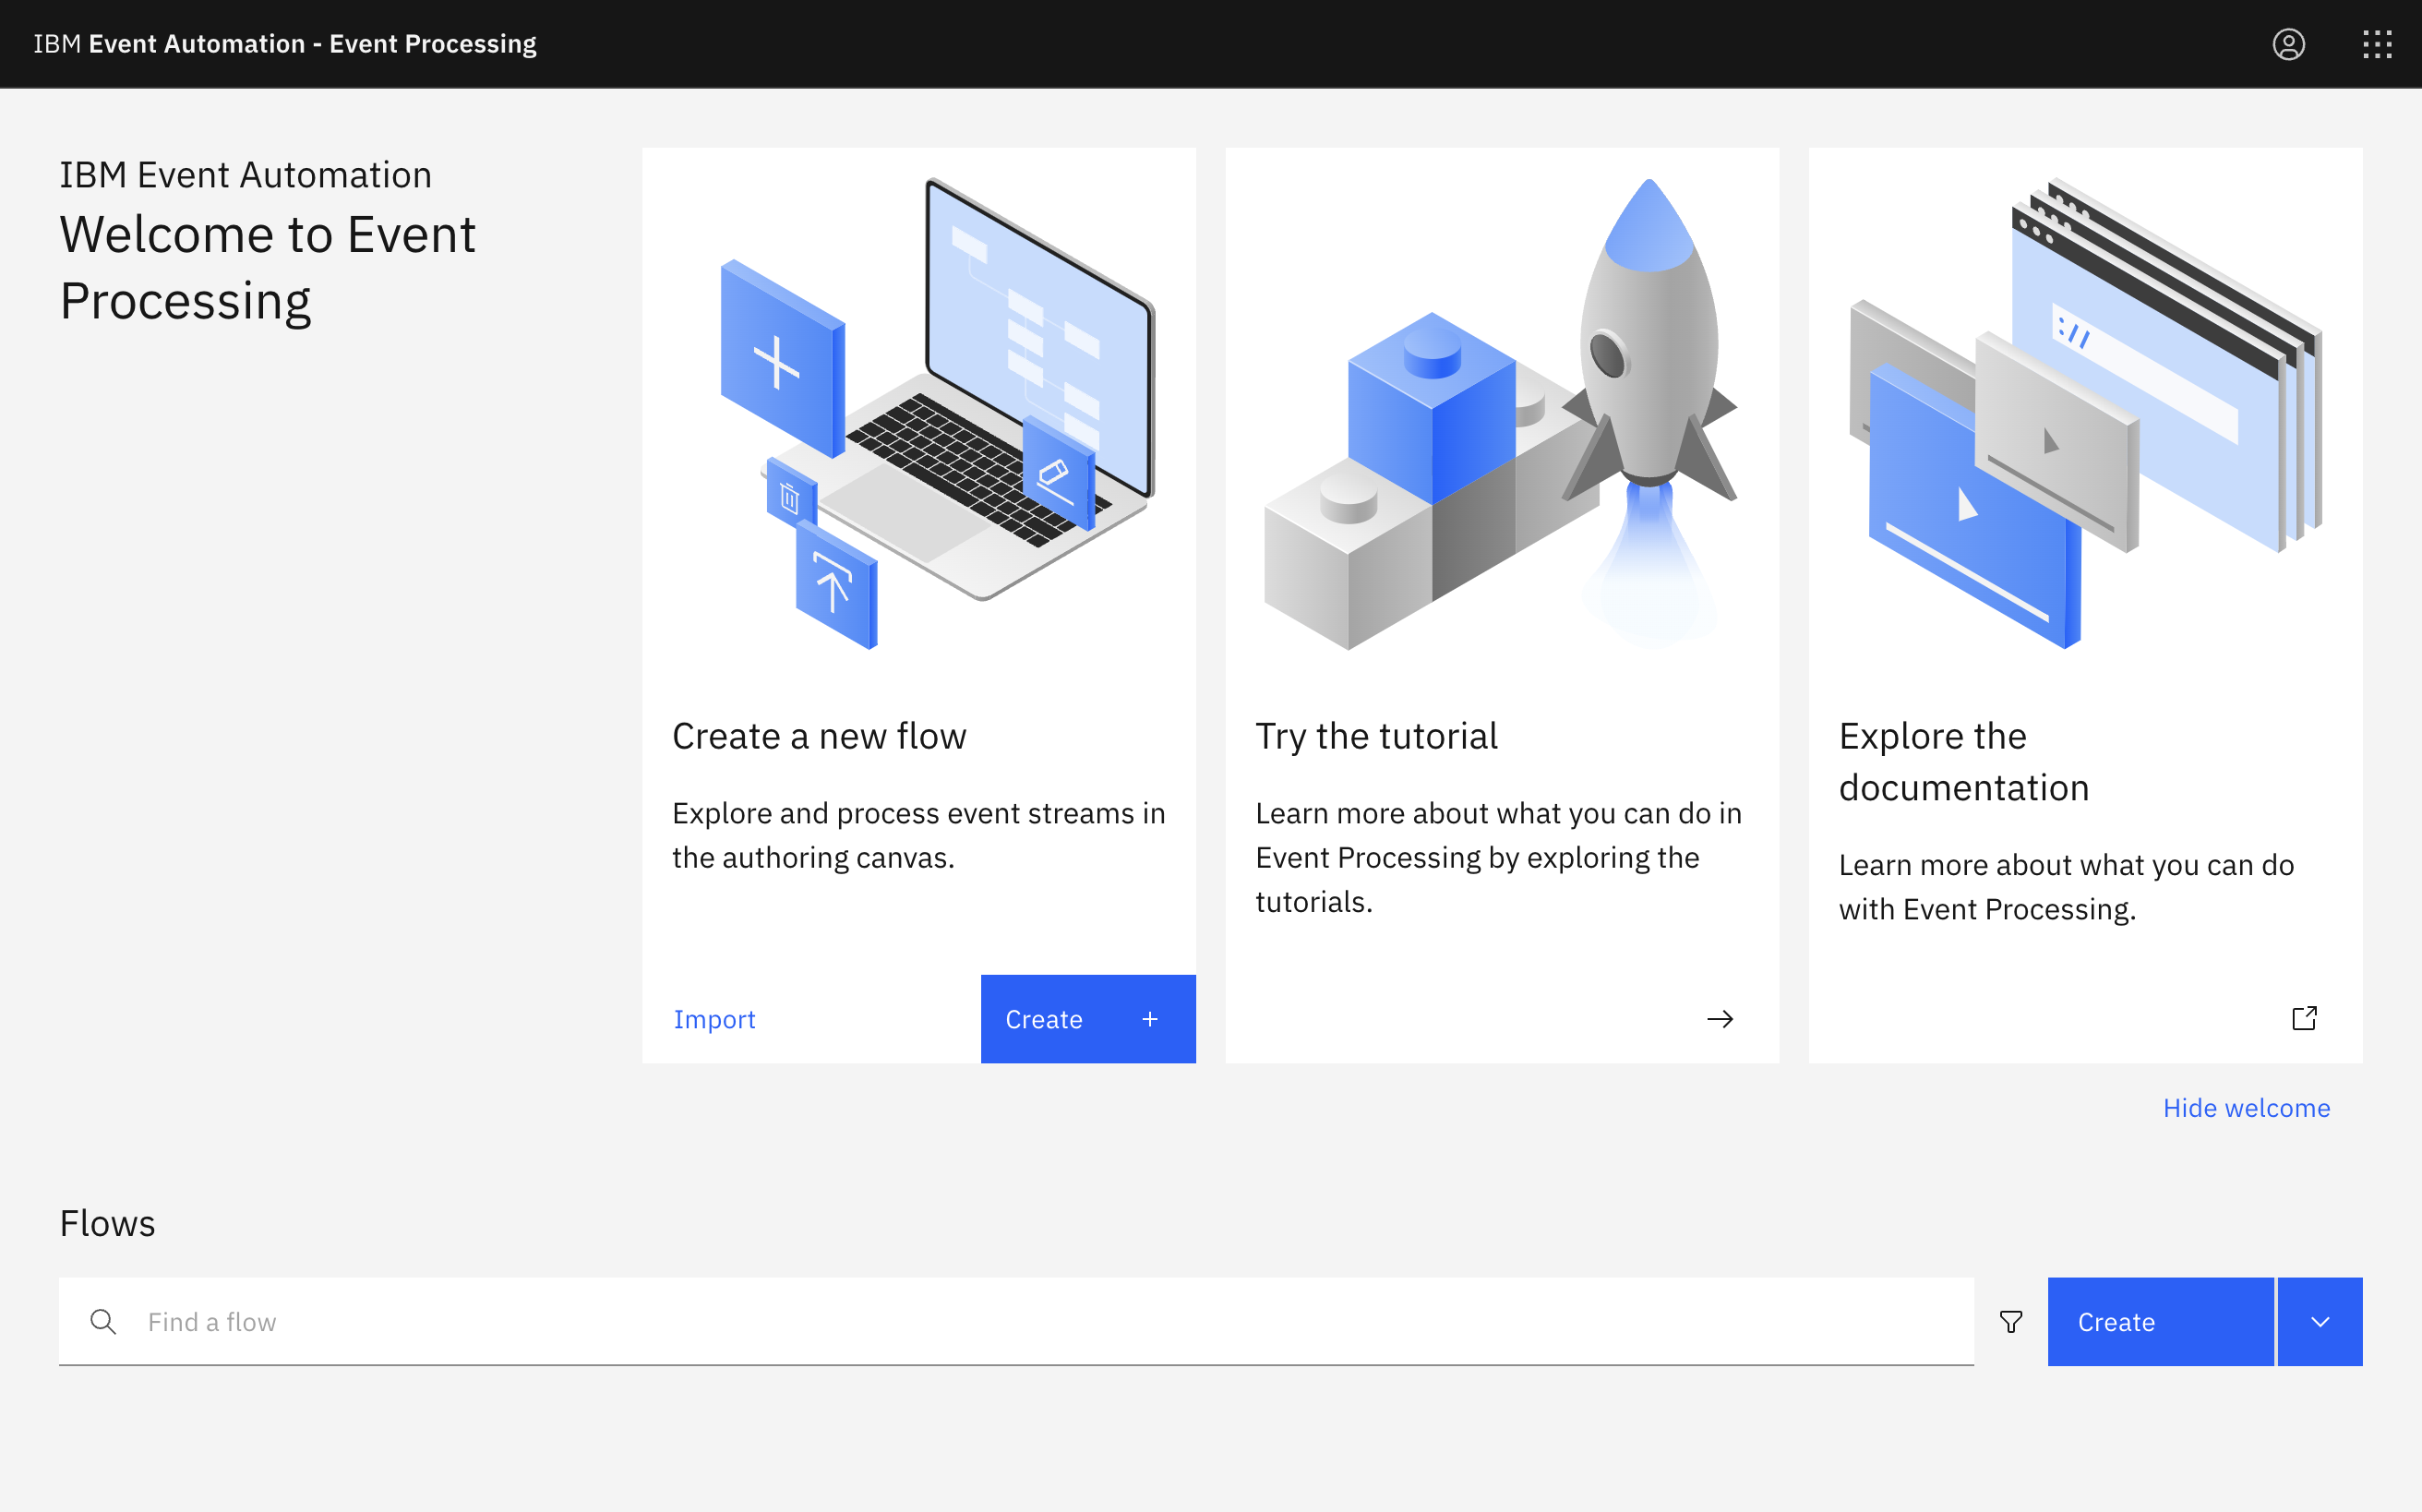 IBM Event Automation - Event Processing
IBM Event Automation
Welcome to Event
Processing
://
Create a new flow
Explore and process event streams in
the authoring canvas.
Import
Create
Try the tutorial
Learn more about what you can do in
Event Processing by exploring the
tutorials.
Explore the
documentation
Learn more about what you can do
with Event Processing.
Hide welcome
Flows
Find a flow
Create